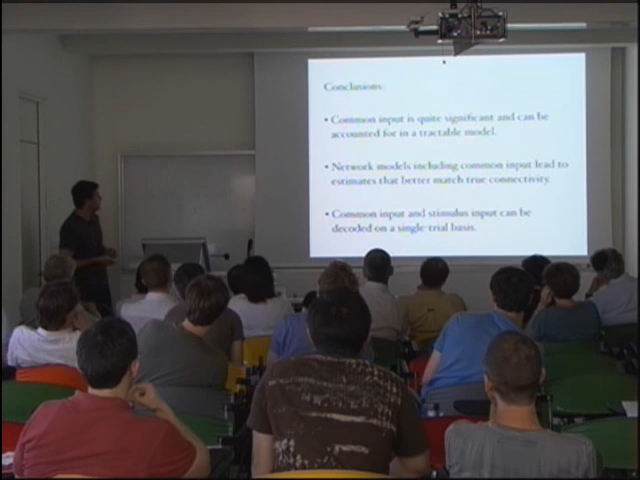 Conclusions:
• Common input is quite significant and can be
accounted for in a tractable model.
• Network models including common input lead to
estimates that better match true connectivity.
• Common input and stimulus input can be
decoded on a single-trial basis.